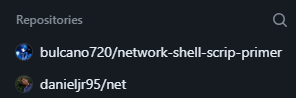 Repositories
bulcano720/network-shell-scrip-primer
danieljr95/net